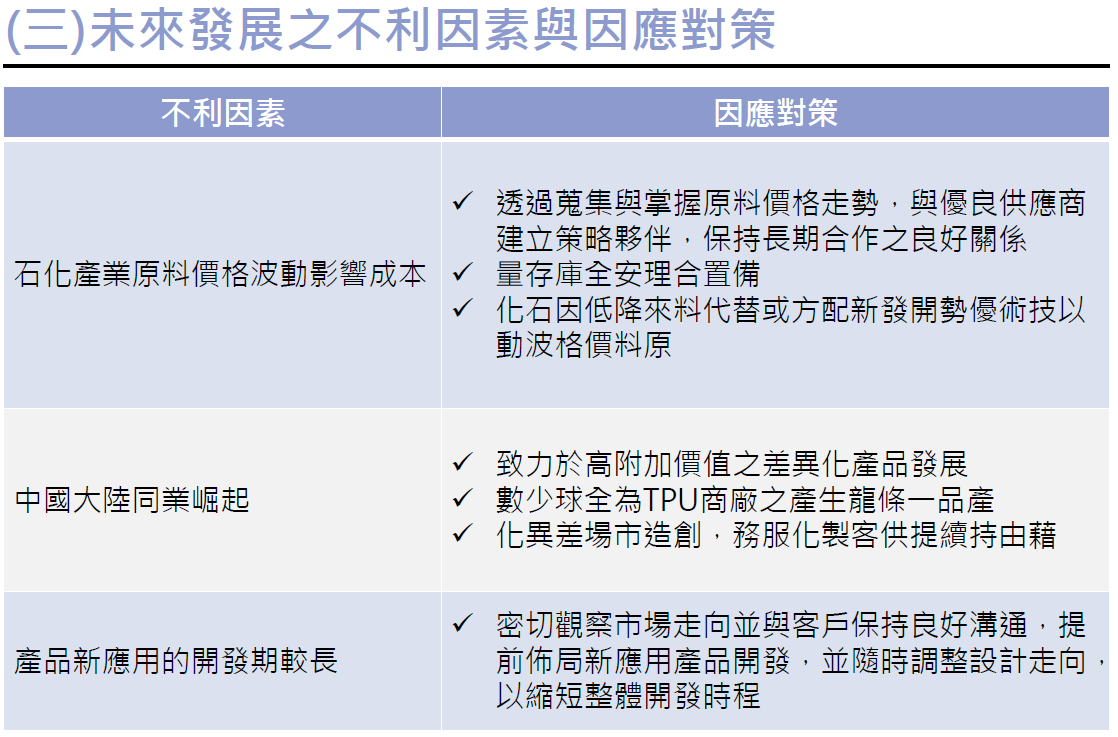 (三)未來發展之不利因素與因應對策
不利因素
因應對策
石化產業原料價格波動影響成本
✓ 透過蒐集與掌握原料價格走勢，與優良供應商
建立策略夥伴，保持長期合作之良好關係
✓ 量存庫全安理合置備
✓ 化石因低降來料代替或方配新發開勢優術技以
動波格價料原
中國大陸同業崛起
✓ 致力於高附加價值之差異化產品發展
✓ 數少球全為TPU商廠之產生龍條一品產
✓ 化異差場市造創，務服化製客供提續持由藉
產品新應用的開發期較長
✓ 密切觀察市場走向並與客戶保持良好溝通，提
前佈局新應用產品開發，並隨時調整設計走向，
以縮短整體開發時程